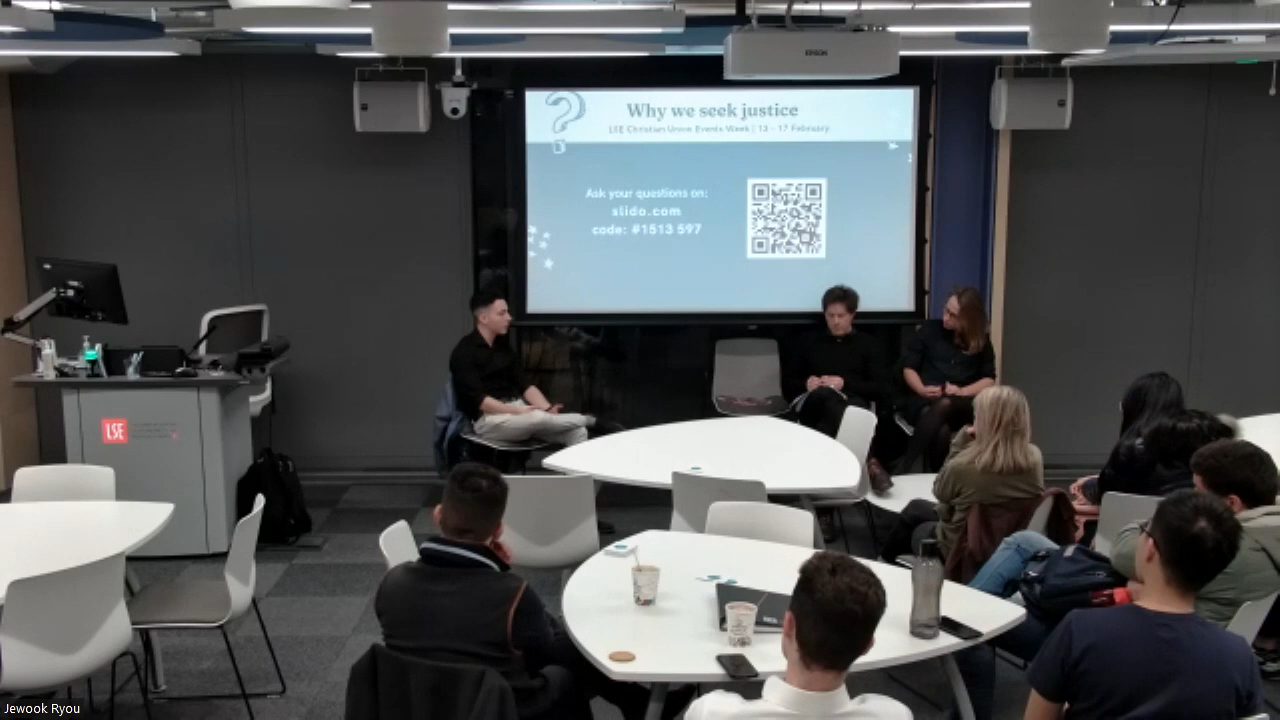 EPSON
Why we seek justice
LSE Christian Union Events Week | 13 - 17 February
Ask your questions on:
slido.com
code: #1513 597
LSE
Jewook Ryou